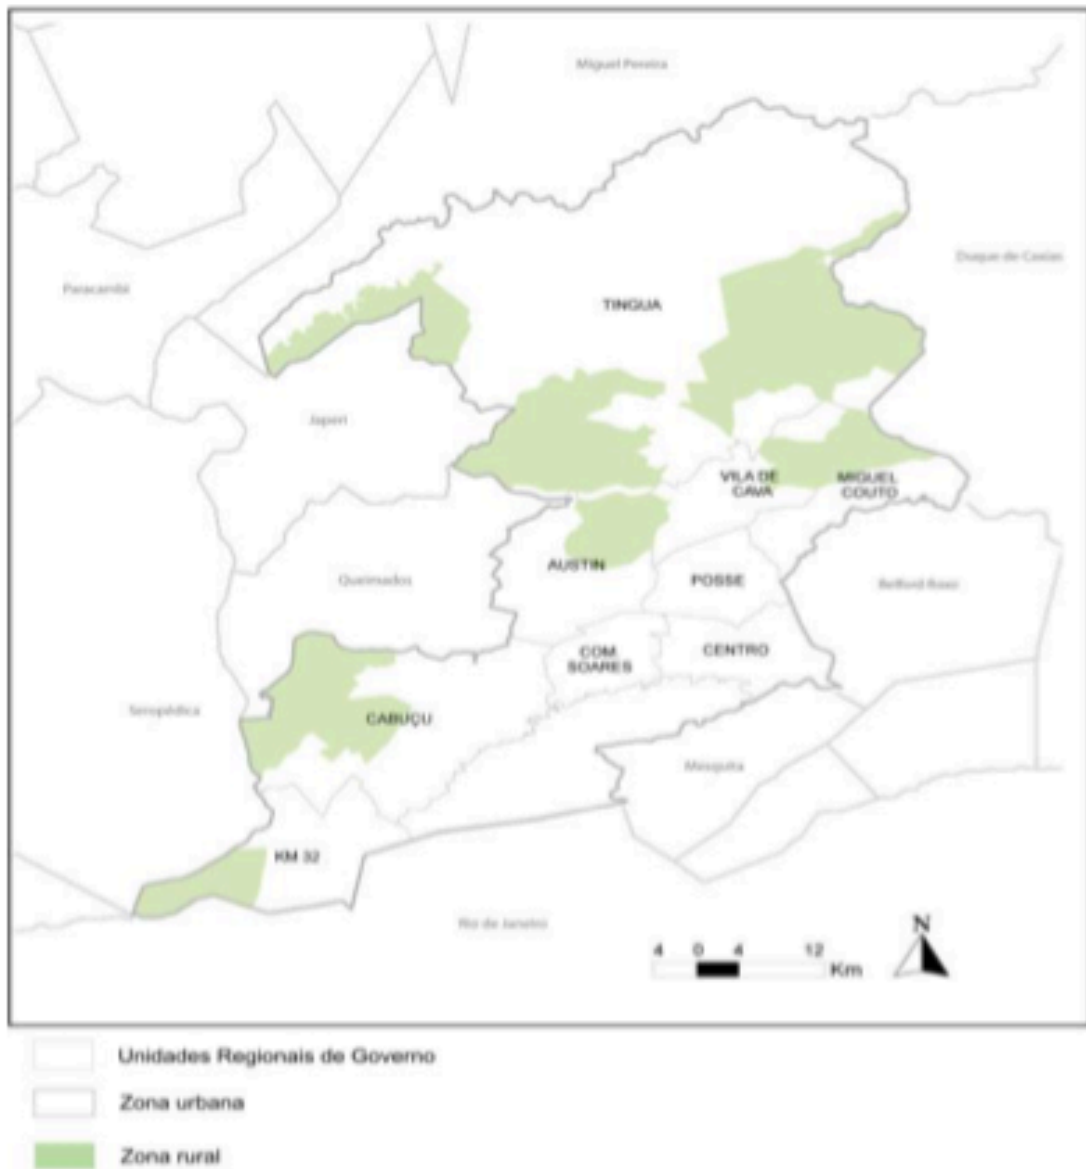 Miguel Pereira
Duque de Caxias
Paracambi
TINGUA
Japeri
VILA DE
CAVA
MIGUEL
COUTO
AUSTIN
Queimados
POSSE
Belford Roxo
COM.
SOARES
CENTRO
Seropédica
CABUÇU
Mesquita
KM 32
Rio de Janeiro
N
4 0 4 12
Km
Unidades Regionais de Governo
Zona urbana
Zona rural